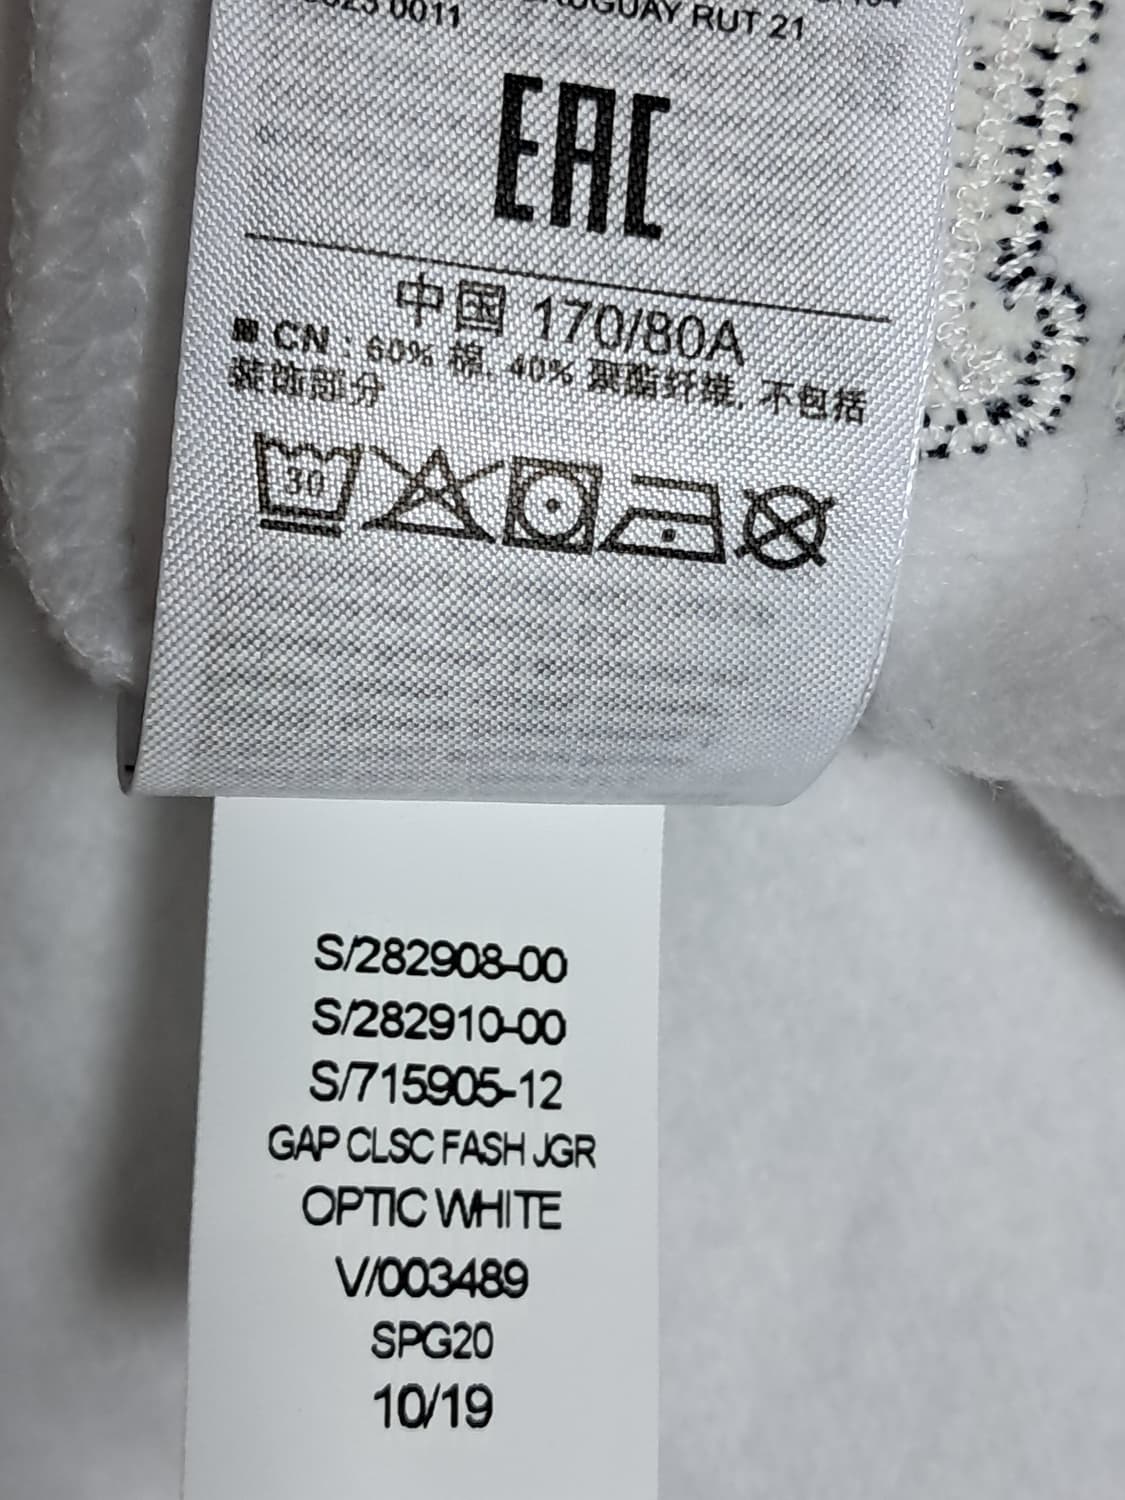 0011
URUGUAY RUT 21
EAC
中国 170/80A
CN : 60% 棉, 40% 聚酯纤维, 不包括
装饰部分
30
S/282908-00
S/282910-00
S/715905-12
GAP CLSC FASH JGR
OPTIC WHITE
V/003489
SPG20
10/19